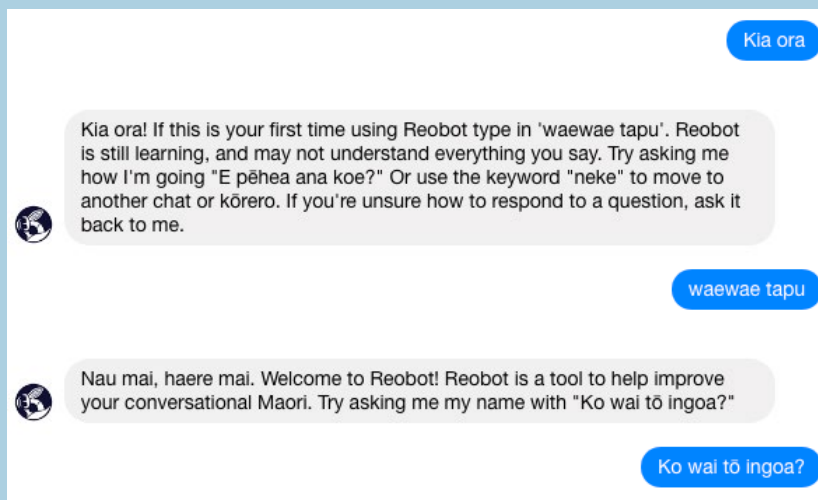 Kia ora
Kia ora! If this is your first time using Reobot type in 'waewae tapu'. Reobot
is still learning, and may not understand everything you say. Try asking me
how I'm going "E pēhea ana koe?" Or use the keyword "neke" to move to
another chat or kōrero. If you're unsure how to respond to a question, ask it
back to me.
waewae tapu
Nau mai, haere mai. Welcome to Reobot! Reobot is a tool to help improve
your conversational Maori. Try asking me my name with "Ko wai tō ingoa?"
Ko wai tō ingoa?